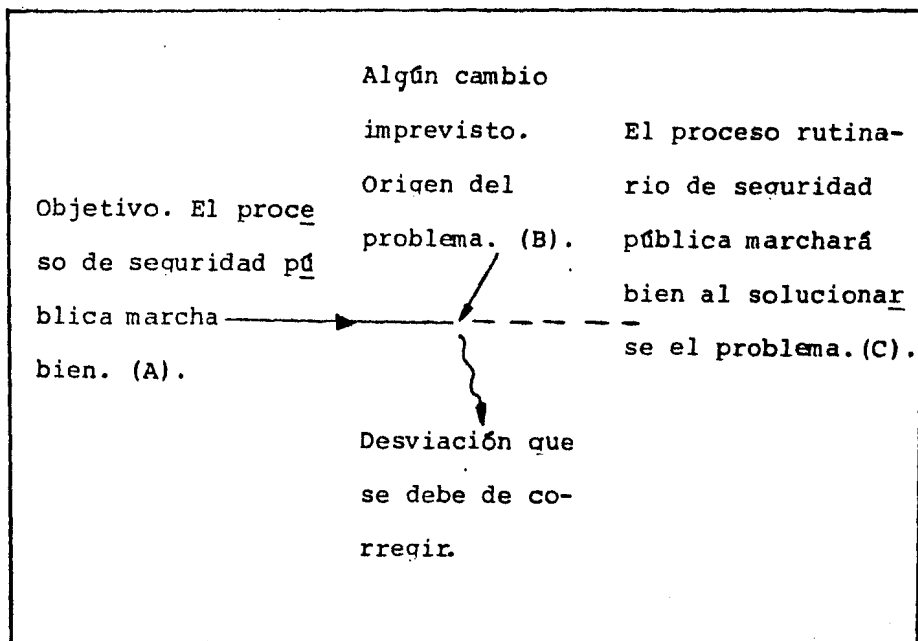 Objetivo. El proce
so de seguridad pú
blica marcha
bien. (A).
Algún cambio
imprevisto.
Origen del
problema. (B).
El proceso rutina-
rio de seguridad
pública marchará
bien al solucionar
se el problema. (C).
Desviación que
se debe de co-
rregir.